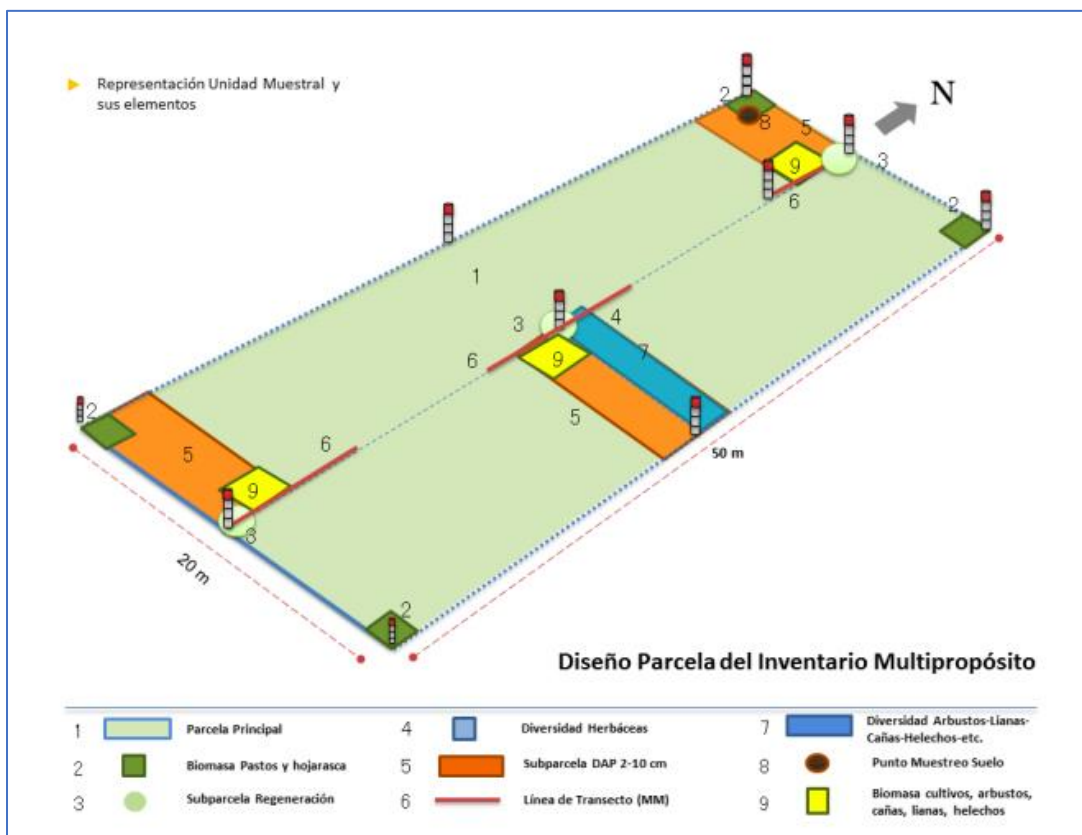 Representación Unidad Muestral y
sus elementos
N
2
8
5
9
3
6
2
1
3
4
6
9
7
5
2
5
6
9
3
50 m
20 m
2
Diseño Parcela del Inventario Multipropósito
1 Parcela Principal
4 Diversidad Herbáceas
7 Diversidad Arbustos-Lianas-
Cañas-Helechos-etc.
2 Biomasa Pastos y hojarasca
5 Subparcela DAP 2-10 cm
8 Punto Muestreo Suelo
3 Subparcela Regeneración
6 Línea de Transecto (MM)
9 Biomasa cultivos, arbustos,
cañas, lianas, helechos